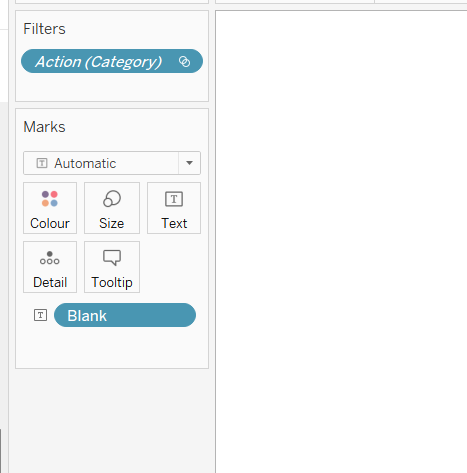 Filters
Action (Category)
Marks
T Automatic
Colour
Size
T
Text
Detail
Tooltip
T Blank